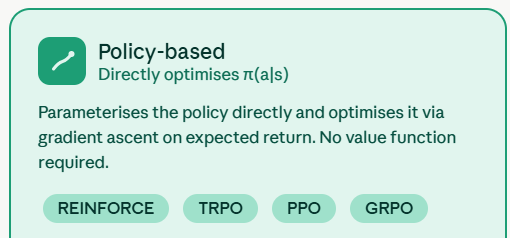 Policy-based
Directly optimises π(a|s)
Parameterises the policy directly and optimises it via
gradient ascent on expected return. No value function
required.
REINFORCE TRPO PPO GRPO